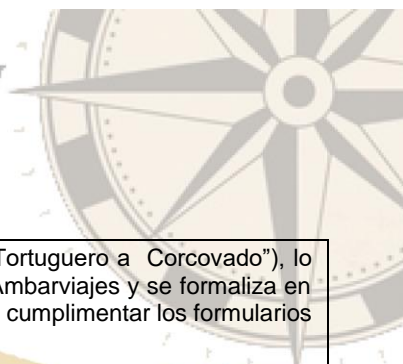 Tortuguero a Corcovado"), lo
Ambarviajes y se formaliza en
cumplimentar los formularios